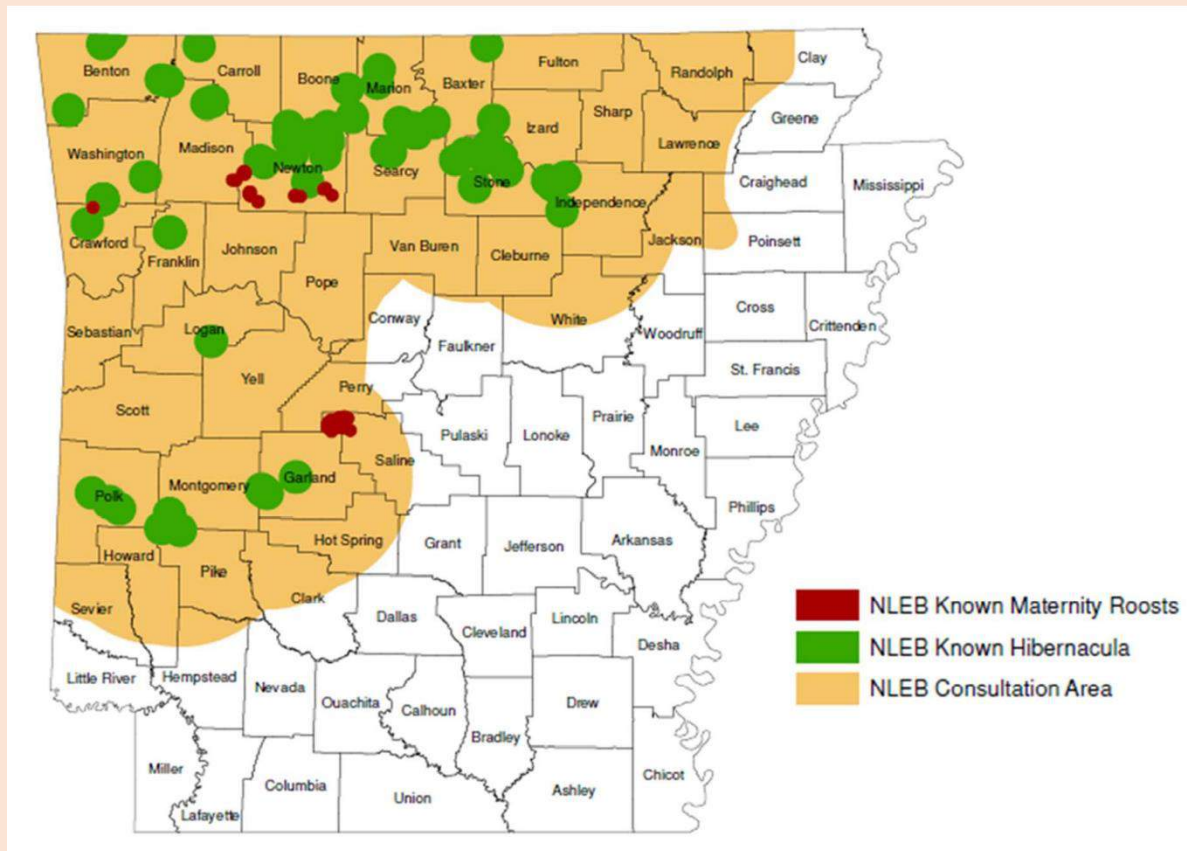 Clay
Fulton
Randolph
Benton
Carroll
Boone
Baxter
Marion
Sharp
Greene
Izard
Lawrence
Washington
Madison
Newton
Searcy
Stone
Craighead
Mississippi
Independence
Crawford
Johnson
Van Buren
Jackson
Poinsett
Franklin
Cleburne
Pope
Cross
Conway
White
Crittenden
Sebastian
Logan
Woodruff
Faulkner
St. Francis
Yell
Perry
Scott
Prairie
Lee
Pulaski
Lonoke
Monroe
Saline
Garland
Montgomery
Polk
Phillips
Hot Spring
Grant
Jefferson
Arkansas
Howard
Pike
Clark
Sevier
Dallas
Lincoln
Cleveland
Desha
Little River
Hempstead
Nevada
Ouachita
Calhoun
Drew
Bradley
Miller
Chicot
Columbia
Union
Ashley
Lafayette
NLEB Known Maternity Roosts
NLEB Known Hibernacula
NLEB Consultation Area